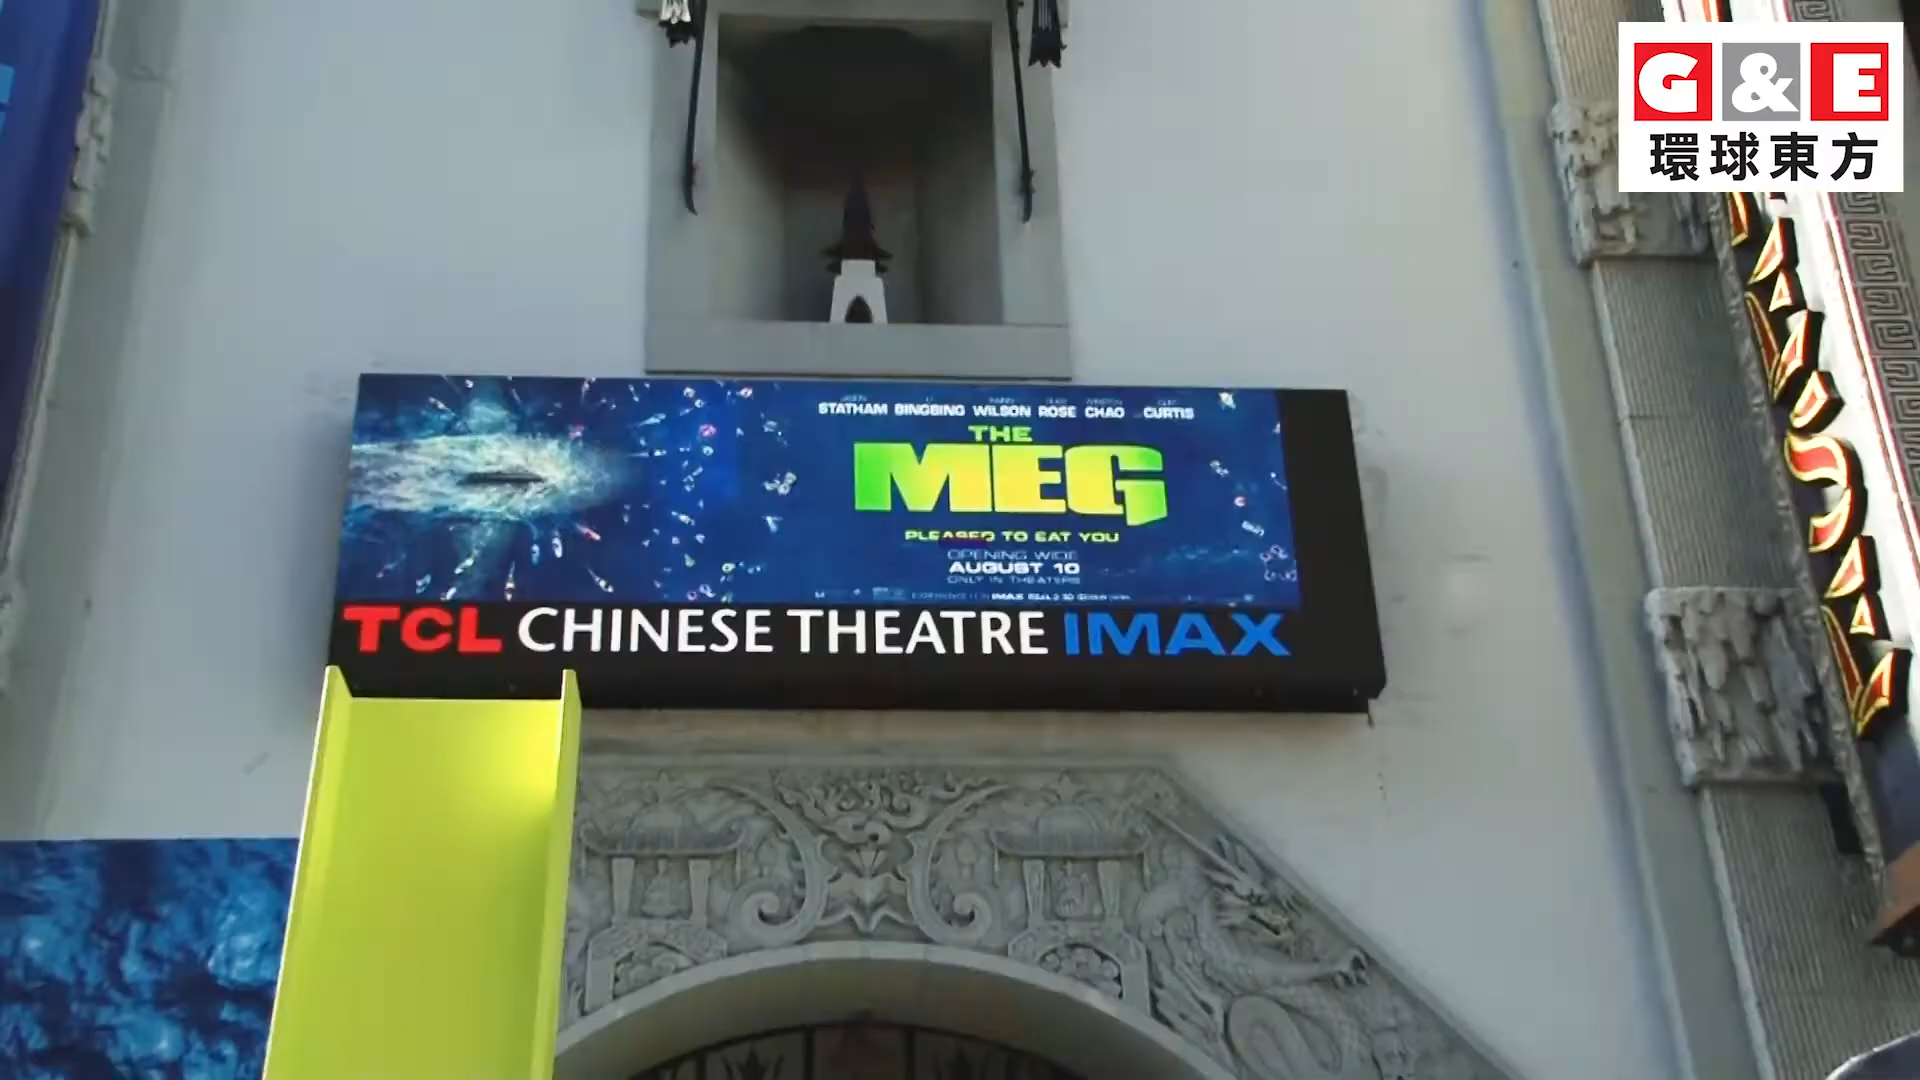 G&E
環球東方
STATHAM BINGBING WILSON ROSE CHAO CURTIS
THE
MEG
PLEASED TO EAT YOU
OPENING WIDE
AUGUST 10
ONLY IN THEATERS
TCL CHINESE THEATRE IMAX